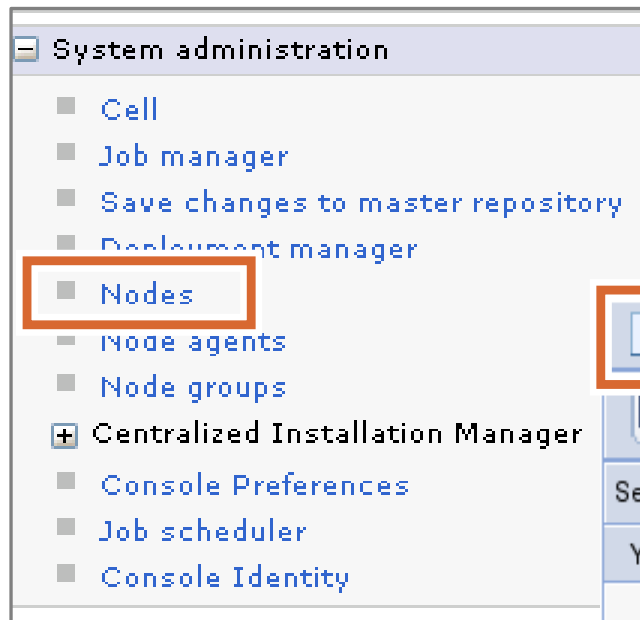 System administration
Cell
Job manager
Save changes to master repository
Deployment manager
Nodes
Node agents
Node groups
Centralized Installation Manager
Console Preferences
Job scheduler
Console Identity
Se
Y